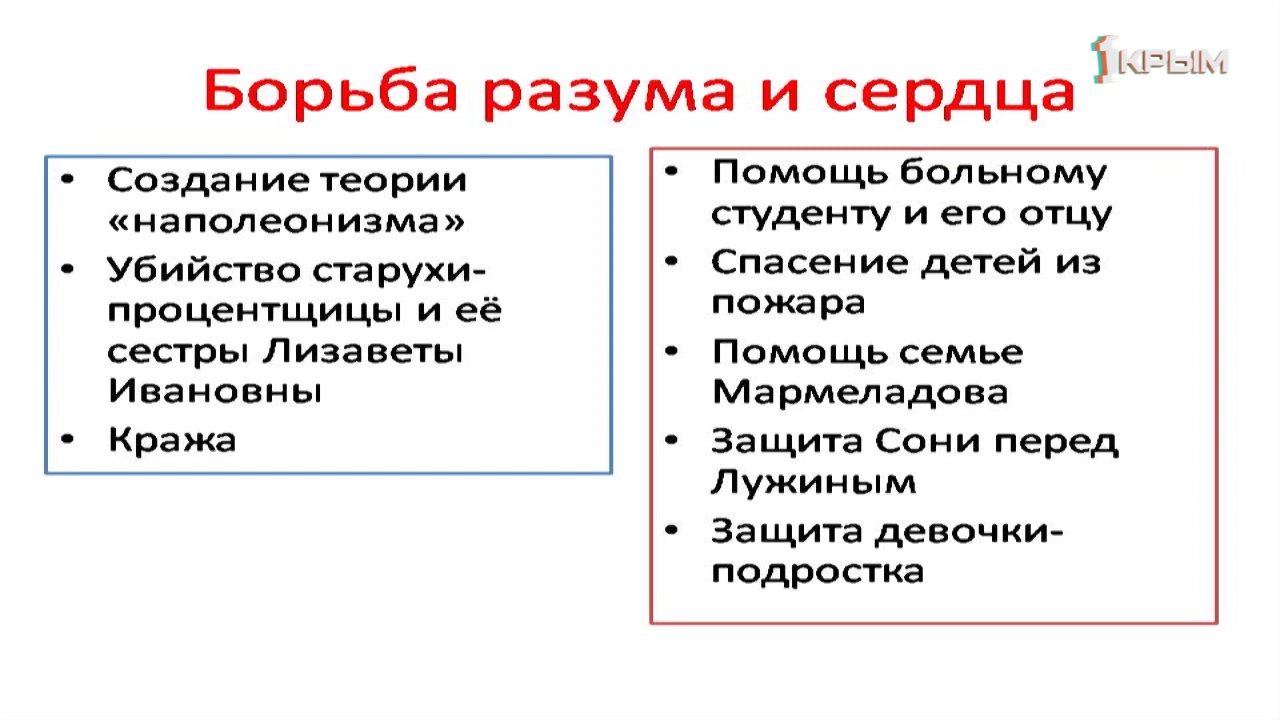 1КРЫМ
Борьба разума и сердца
• Создание теории
«наполеонизма»
• Убийство старухи-
процентщицы и её
сестры Лизаветы
Ивановны
• Кража
• Помощь больному
студенту и его отцу
• Спасение детей из
пожара
• Помощь семье
Мармеладова
• Защита Сони перед
Лужиным
• Защита девочки-
подростка